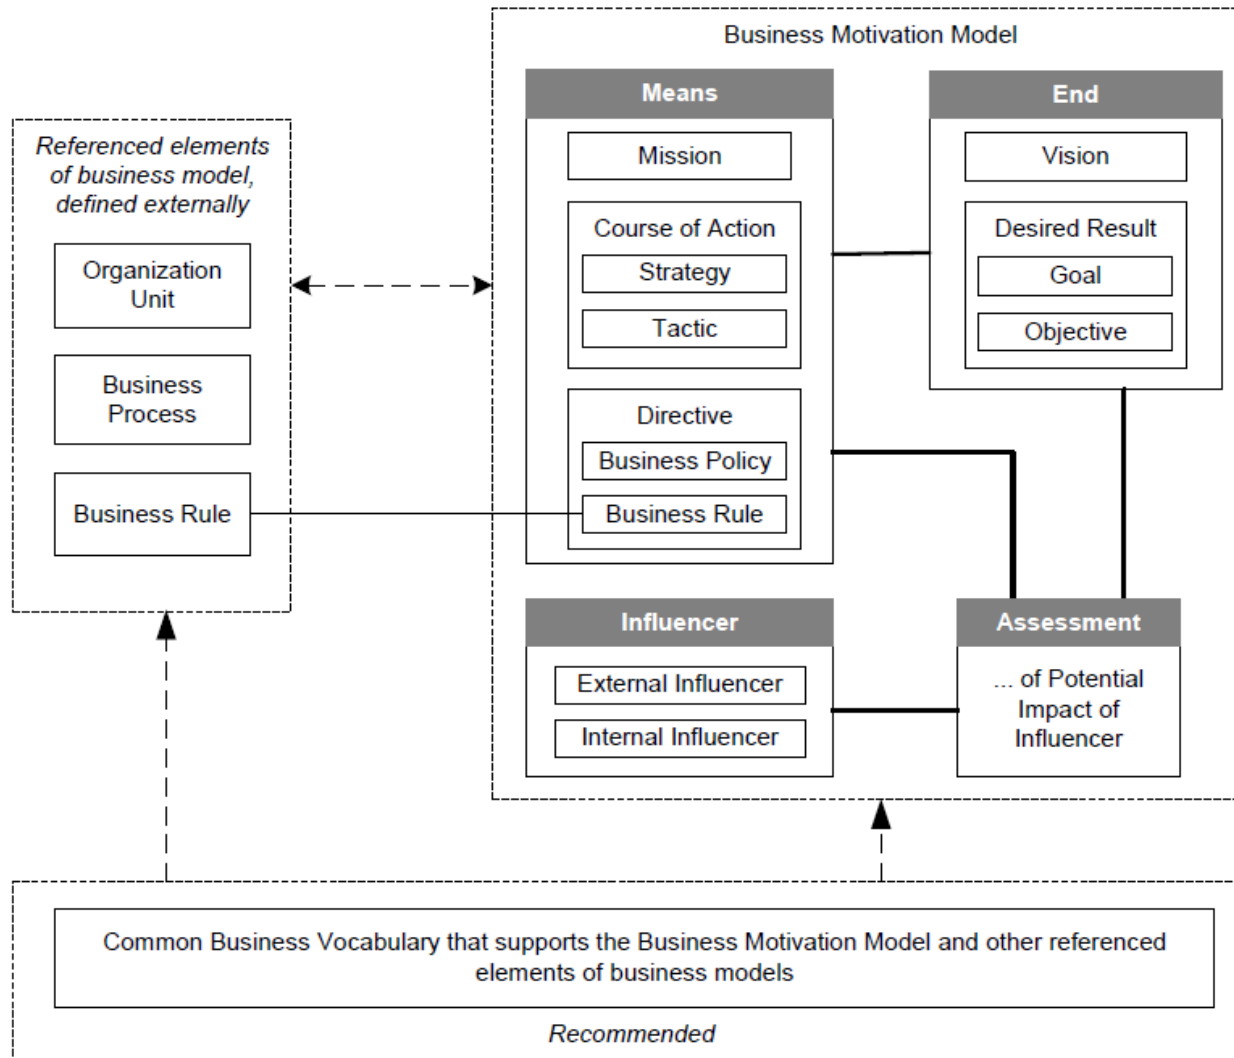 Business Motivation Model
Means
End
Referenced elements
of business model,
defined externally
Mission
Vision
Course of Action
Strategy
Tactic
Desired Result
Goal
Objective
Organization
Unit
Business
Process
Business Rule
Directive
Business Policy
Business Rule
Influencer
External Influencer
Internal Influencer
Assessment
... of Potential
Impact of
Influencer
Common Business Vocabulary that supports the Business Motivation Model and other referenced
elements of business models
Recommended